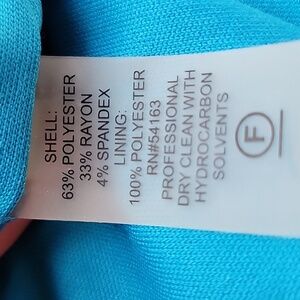 SHELL:
63% POLYESTER
33% RAYON
4% SPANDEX
LINING:
100% POLYESTER
RN#54163
PROFESSIONAL
DRY CLEAN WITH
HYDROCARBON
SOLVENTS
F